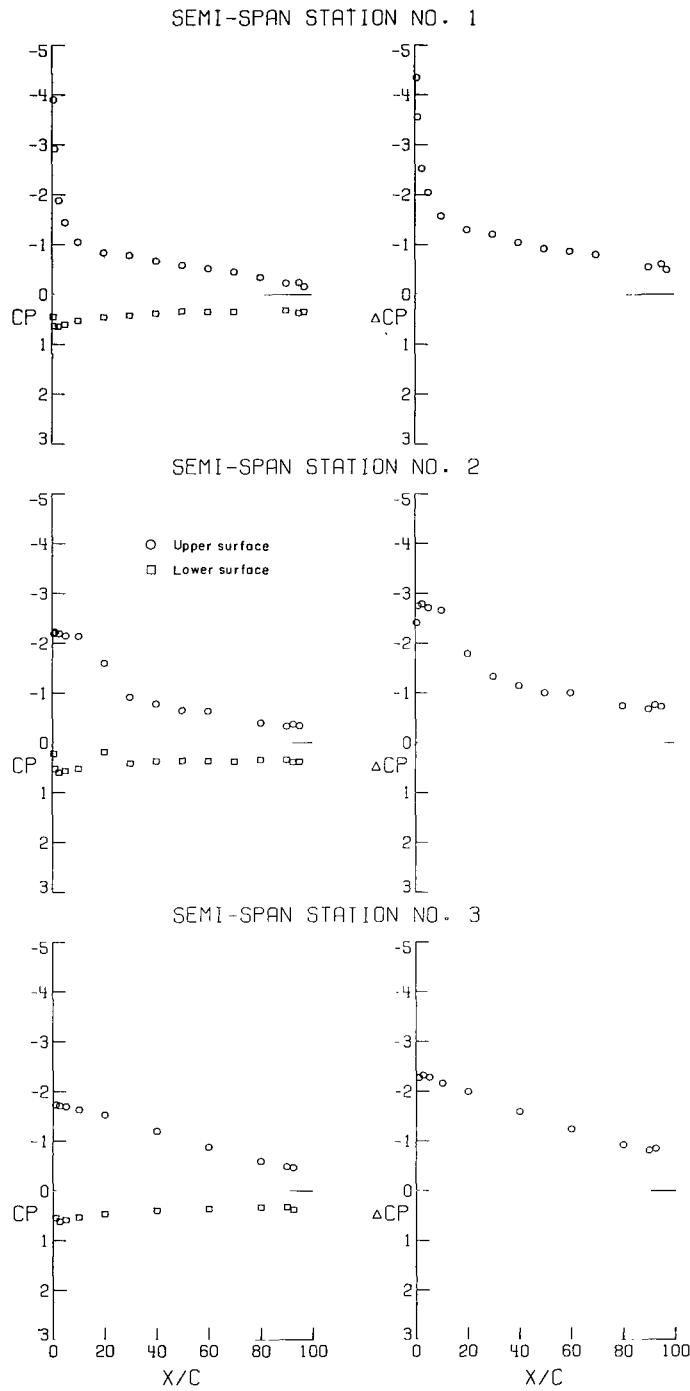 SEMI-SPAN STATION NO. 1
-5 -5
-4 -4
-3 -3
-2 -2
-1 -1
0 0
CP ΔCP
1 1
2 2
3 3
SEMI-SPAN STATION NO. 2
-5 -5
-4 -4
○ Upper surface
□ Lower surface
-3 -3
-2 -2
-1 -1
0 0
CP ΔCP
1 1
2 2
3 3
SEMI-SPAN STATION NO. 3
-5 -5
-4 -4
-3 -3
-2 -2
-1 -1
0 0
CP ΔCP
1 1
2 2
3 3
0 20 40 60 80 100 0 20 40 60 80 100
X/C X/C